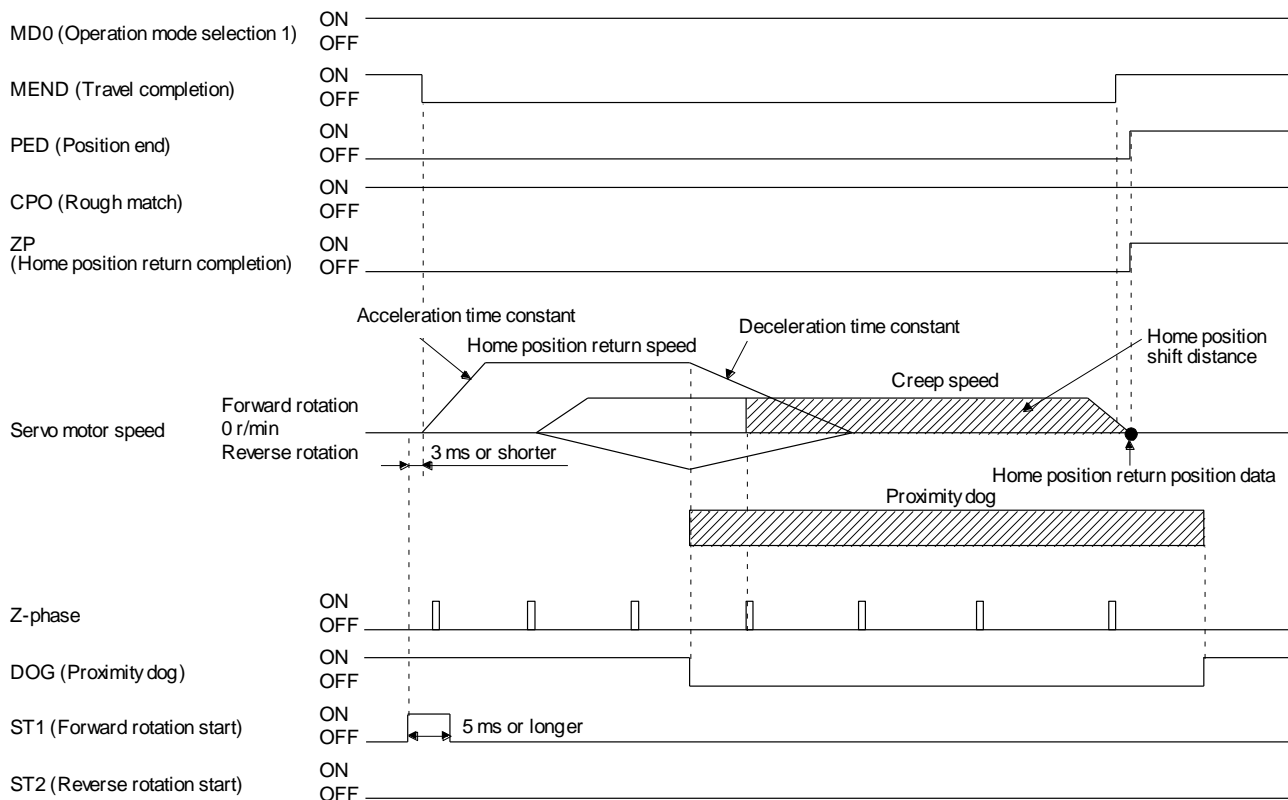 MD0 (Operation mode selection 1)
ON
OFF
MEND (Travel completion)
ON
OFF
PED (Position end)
ON
OFF
CPO (Rough match)
ON
OFF
ZP
(Home position return completion)
ON
OFF
Acceleration time constant
Home position return speed
Deceleration time constant
Home position
shift distance
Creep speed
Servo motor speed
Forward rotation
0 r/min
Reverse rotation
3 ms or shorter
Home position return position data
Proximity dog
Z-phase
ON
OFF
DOG (Proximity dog)
ON
OFF
ST1 (Forward rotation start)
ON
OFF
5 ms or longer
ST2 (Reverse rotation start)
ON
OFF